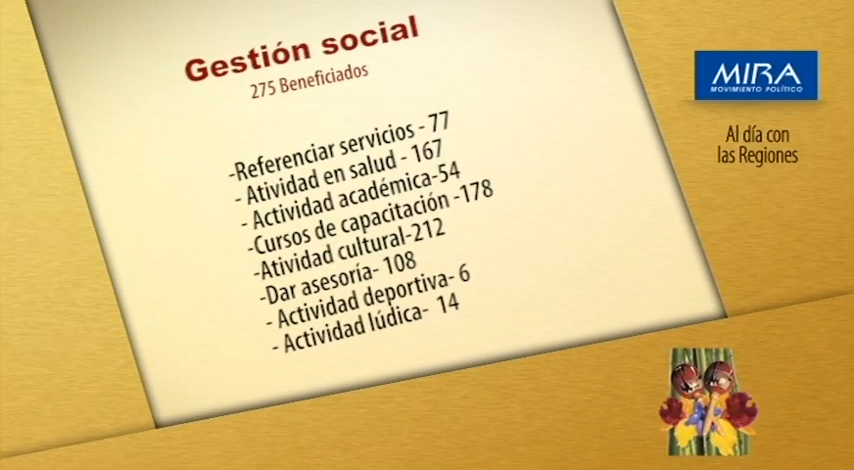 Gestión social
275 Beneficiados
-Referenciar servicios - 77
- Atividad en salud - 167
- Actividad académica-54
-Cursos de capacitación -178
-Atividad cultural-212
-Dar asesoría- 108
- Actividad deportiva- 6
- Actividad lúdica- 14
MIRA
MOVIMIENTO POLÍTICO
Al día con
las Regiones